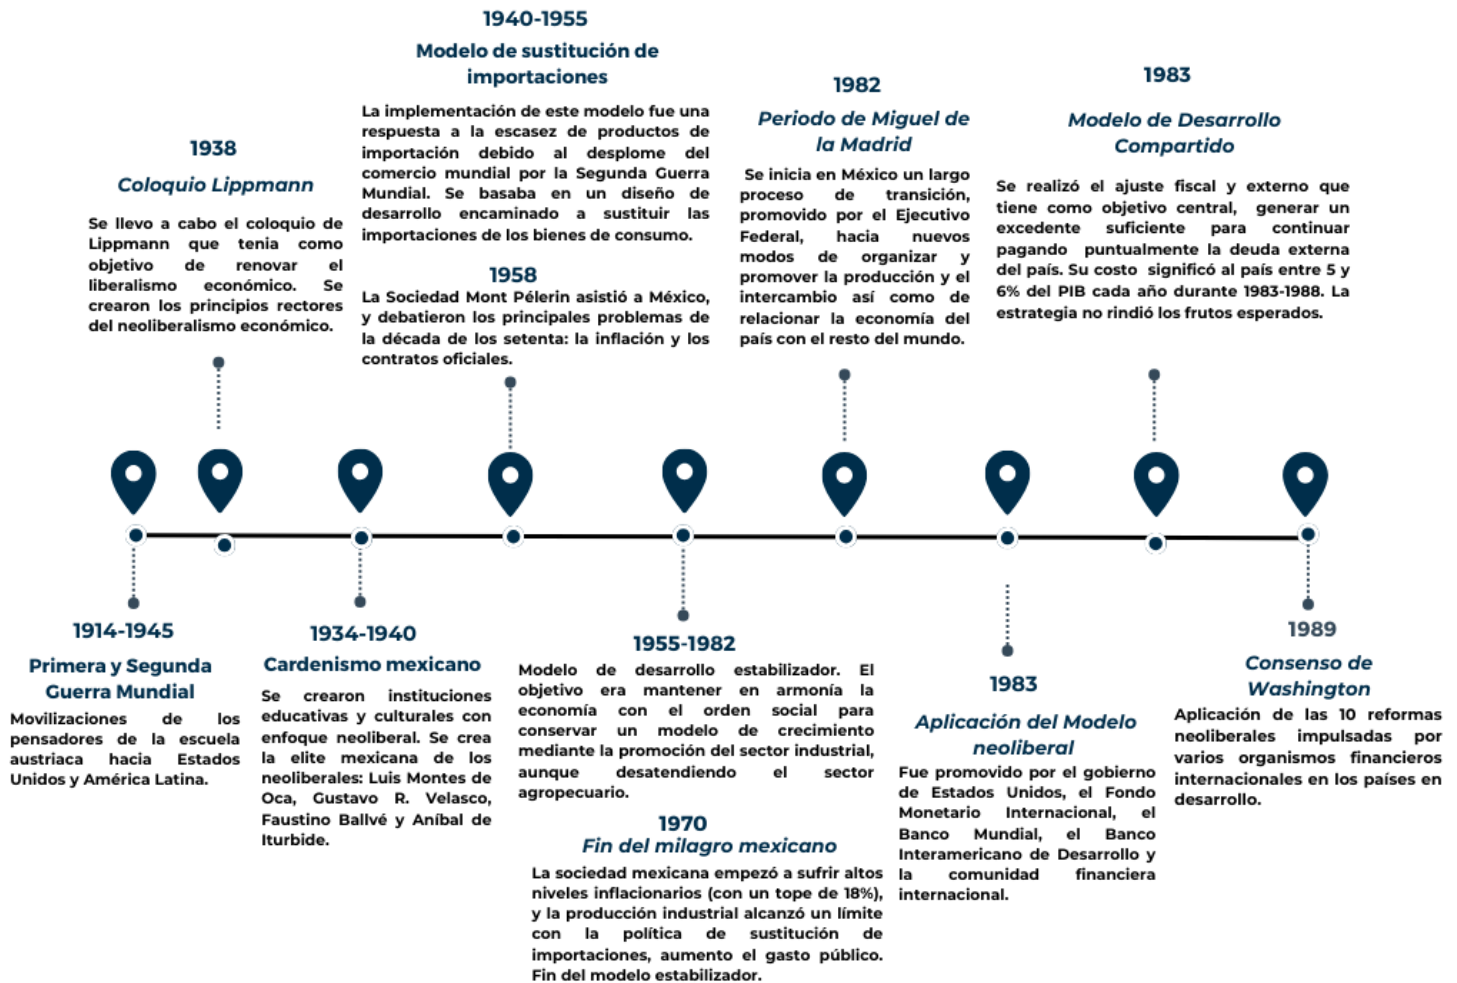 1938
Coloquio Lippmann
Se llevo a cabo el coloquio de
Lippmann que tenia como
objetivo de renovar el
liberalismo económico. Se
crearon los principios rectores
del neoliberalismo económico.
1940-1955
Modelo de sustitución de
importaciones
La implementación de este modelo fue una
respuesta a la escasez de productos de
importación debido al desplome del
comercio mundial por la Segunda Guerra
Mundial. Se basaba en un diseño de
desarrollo encaminado a sustituir las
importaciones de los bienes de consumo.
1958
La Sociedad Mont Pélerin asistió a México,
y debatieron los principales problemas de
la década de los setenta: la inflación y los
contratos oficiales.
1982
Periodo de Miguel de
la Madrid
Se inicia en México un largo
proceso de transición,
promovido por el Ejecutivo
Federal, hacia nuevos
modos de organizar y
promover la producción y el
intercambio así como de
relacionar la economía del
país con el resto del mundo.
1983
Modelo de Desarrollo
Compartido
Se realizó el ajuste fiscal y externo que
tiene como objetivo central, generar un
excedente suficiente para continuar
pagando puntualmente la deuda externa
del país. Su costo significó al país entre 5 y
6% del PIB cada año durante 1983-1988. La
estrategia no rindió los frutos esperados.
1914-1945
Primera y Segunda
Guerra Mundial
Movilizaciones de los
pensadores de la escuela
austriaca hacia Estados
Unidos y América Latina.
1934-1940
Cardenismo mexicano
Se crearon instituciones
educativas y culturales con
enfoque neoliberal. Se crea
la elite mexicana de los
neoliberales: Luis Montes de
Oca, Gustavo R. Velasco,
Faustino Ballvé y Aníbal de
Iturbide.
1955-1982
Modelo de desarrollo estabilizador. El
objetivo era mantener en armonía la
economía con el orden social para
conservar un modelo de crecimiento
mediante la promoción del sector industrial,
aunque desatendiendo el sector
agropecuario.
1970
Fin del milagro mexicano
La sociedad mexicana empezó a sufrir altos
niveles inflacionarios (con un tope de 18%),
y la producción industrial alcanzó un límite
con la política de sustitución de
importaciones, aumento el gasto público.
Fin del modelo estabilizador.
1983
Aplicación del Modelo
neoliberal
Fue promovido por el gobierno
de Estados Unidos, el Fondo
Monetario Internacional, el
Banco Mundial, el Banco
Interamericano de Desarrollo y
la comunidad financiera
internacional.
1989
Consenso de
Washington
Aplicación de las 10 reformas
neoliberales impulsadas por
varios organismos financieros
internacionales en los países en
desarrollo.